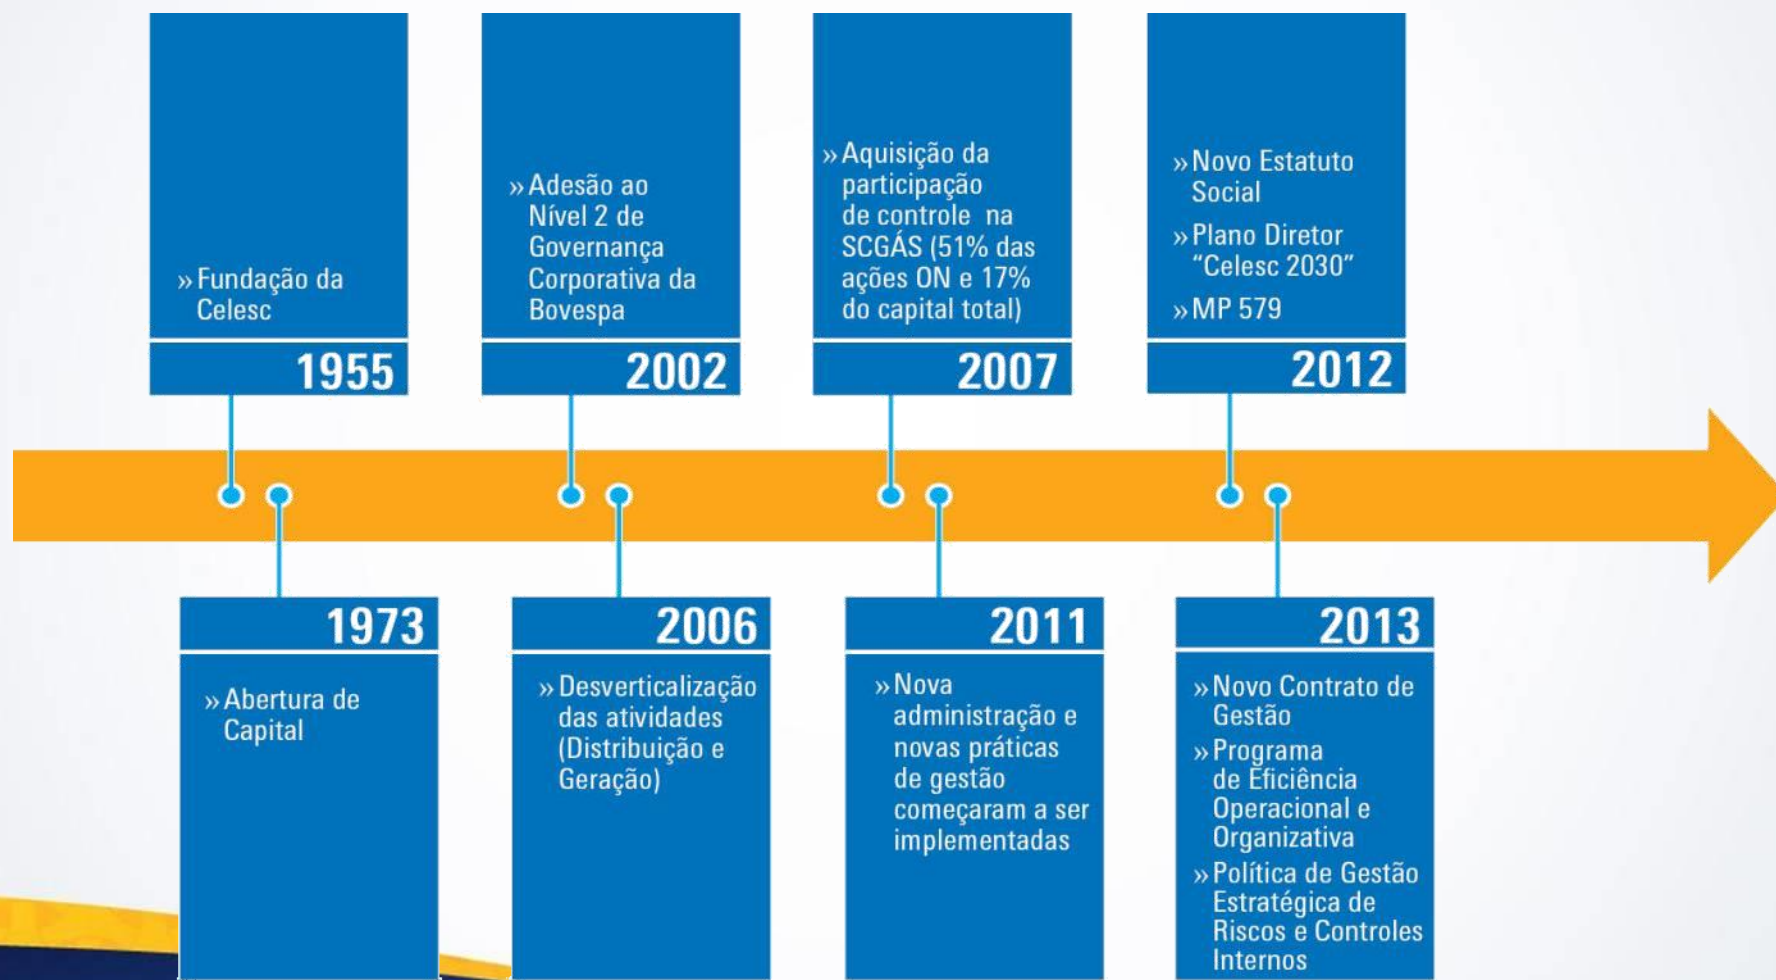 » Fundação da
Celesc
1955
» Adesão ao
Nível 2 de
Governança
Corporativa da
Bovespa
2002
» Aquisição da
participação
de controle na
SCGÁS (51% das
ações ON e 17%
do capital total)
2007
» Novo Estatuto
Social
» Plano Diretor
“Celesc 2030”
» MP 579
2012
1973
» Abertura de
Capital
2006
» Desverticalização
das atividades
(Distribuição e
Geração)
2011
» Nova
administração e
novas práticas
de gestão
começaram a ser
implementadas
2013
» Novo Contrato de
Gestão
» Programa
de Eficiência
Operacional e
Organizativa
» Política de Gestão
Estratégica de
Riscos e Controles
Internos